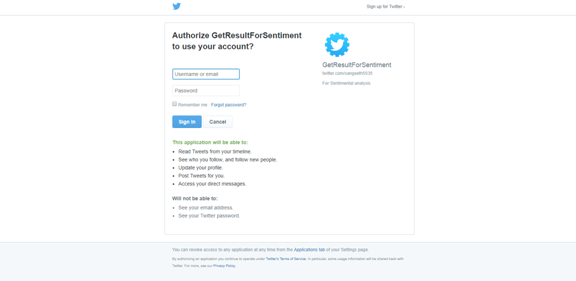 Sign up for Twitter ›
Authorize GetResultForSentiment
to use your account?
GetResultForSentiment
For Sentimental analysis
Username or email
Password
Remember me · Forgot password?
Sign In
Cancel
This application will be able to:
• Read Tweets from your timeline.
• See who you follow, and follow new people.
• Update your profile.
• Post Tweets for you.
• Access your direct messages.
Will not be able to:
• See your email address.
• See your Twitter password.
You can revoke access to any application at any time from the Applications tab of your Settings page.
By authorizing an application you continue to operate under Twitter's Terms of Service. In particular, some usage information will be shared back with
Twitter. For more, see our Privacy Policy.